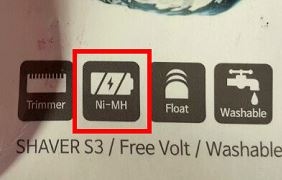 Trimmer
Ni-MH
Float
Washable
SHAVER S3 / Free Volt / Washable